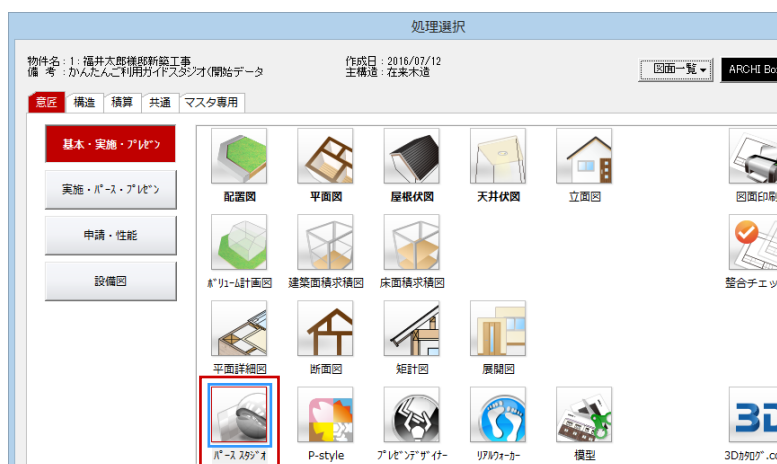 処理選択
物件名：1：福井太郎様邸新築工事
作成日：2016/07/12
備 考：かんたんご利用ガイドスタジオ(開始データ
主構造：在来木造
図面一覧
ARCHI Bo
意匠 構造 積算 共通 マスタ専用
基本・実施・プレゼン
実施・パース・プレゼン
申請・性能
設備図
配置図 平面図 屋根伏図 天井伏図 立面図 図面印刷
ボリューム計画図 建築面積求積図 床面積求積図 整合チェッ
平面詳細図 断面図 矩計図 展開図
3D
パース スタジオ P-style プレゼンデザイナー リアルウォーカー 模型 3Dカタログ.co